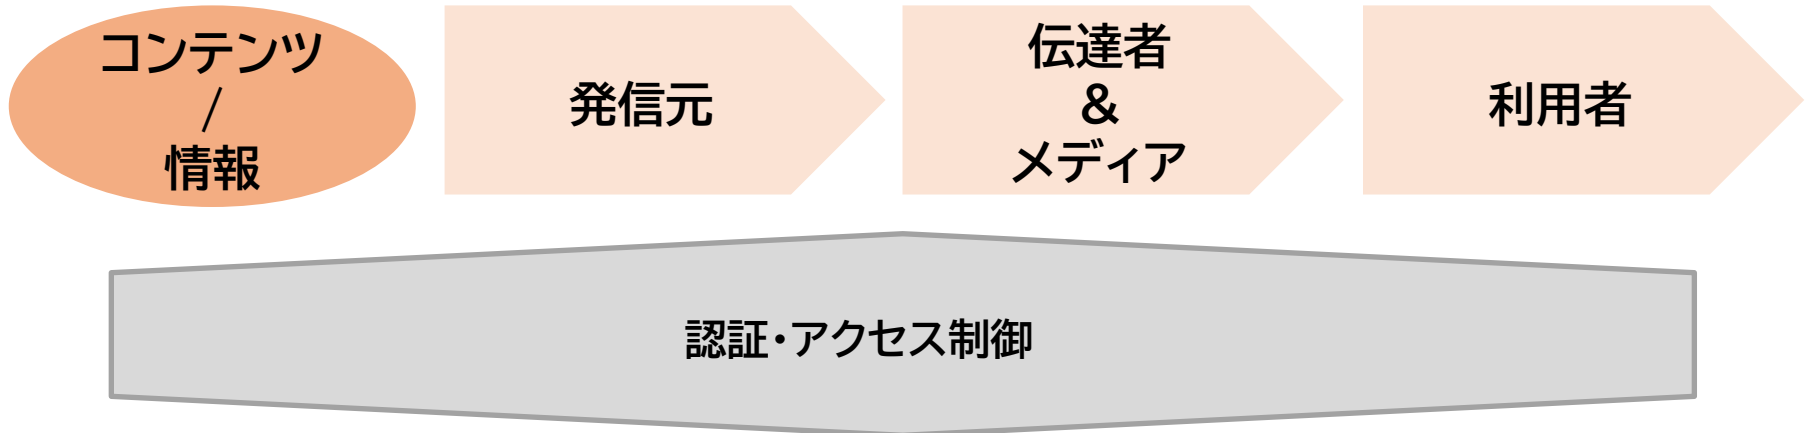 コンテンツ
/
情報
発信元
伝達者
&
メディア
利用者
認証・アクセス制御